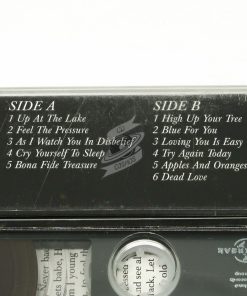 SIDE A
1 Up At The Lake
2 Feel The Pressure
3 As I Watch You In Disbelief
4 Cry Yourself To Sleep
5 Bona Fide Treasure
SIDE B
1 High Up Your Tree
2 Blue For You
3 Loving You Is Easy
4 Try Again Today
5 Apples And Oranges
6 Dead Love